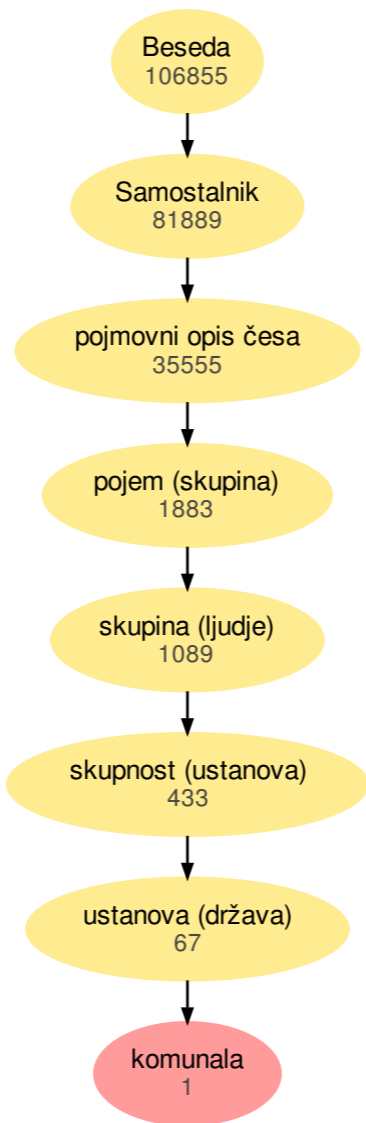 Beseda
106855
Samostalnik
81889
pojmovni opis česa
35555
pojem (skupina)
1883
skupina (ljudje)
1089
skupnost (ustanova)
433
ustanova (država)
67
komunala
1